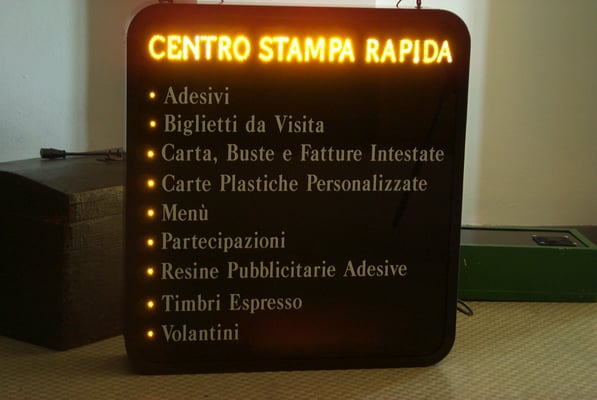 CENTRO STAMPA RAPIDA
• Adesivi
• Biglietti da Visita
• Carta, Buste e Fatture Intestate
• Carte Plastiche Personalizzate
• Menù
• Partecipazioni
• Resine Pubblicitarie Adesive
• Timbri Espresso
• Volantini